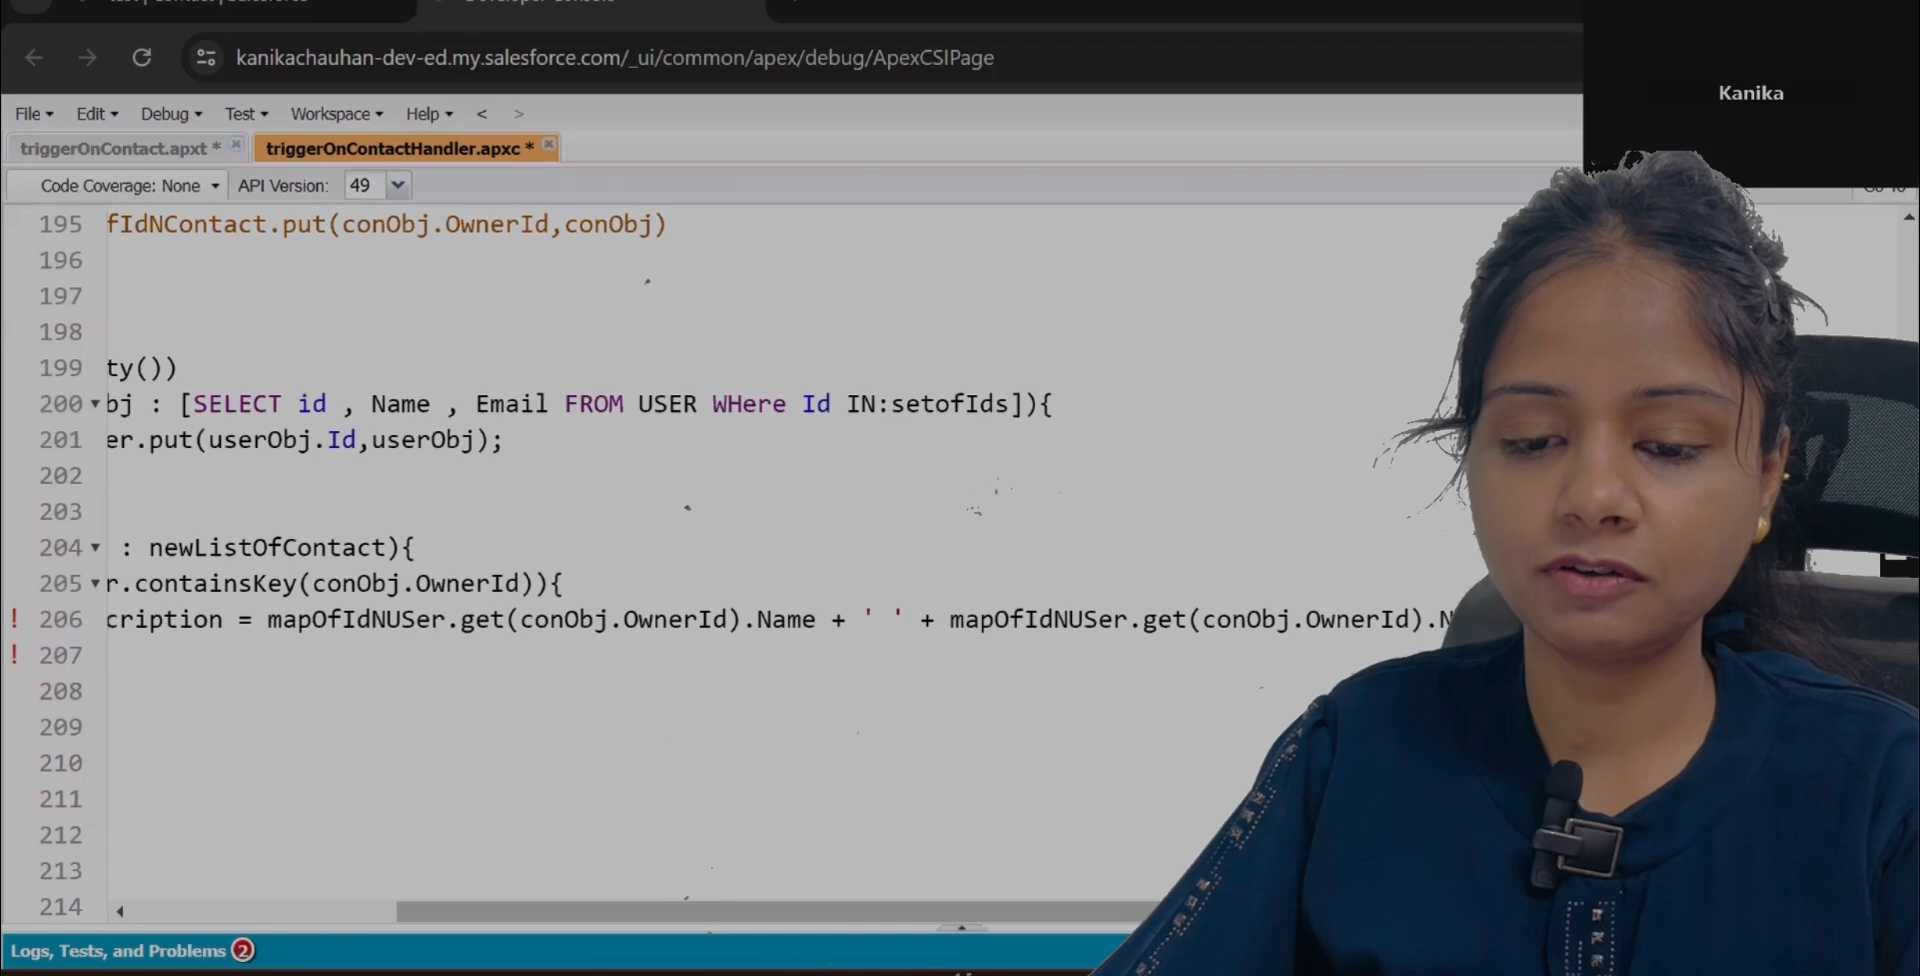 kanikachauhan-dev-ed.my.salesforce.com/_ui/common/apex/debug/ApexCSIPage
Kanika
File Edit Debug Test Workspace Help < >
triggerOnContact.apxt * triggerOnContactHandler.apxc *
Code Coverage: None API Version: 49
195 fIdNContact.put(conObj.OwnerId,conObj)
196
197
198
199 ty())
200 bj : [SELECT id , Name , Email FROM USER WHere Id IN:setofIds]){
201 er.put(userObj.Id,userObj);
202
203
204 : newListOfContact){
205 r.containsKey(conObj.OwnerId)){
! 206 cription = mapOfIdNUSer.get(conObj.OwnerId).Name + ' ' + mapOfIdNUSer.get(conObj.OwnerId).N
! 207
208
209
210
211
212
213
214
Logs, Tests, and Problems 2